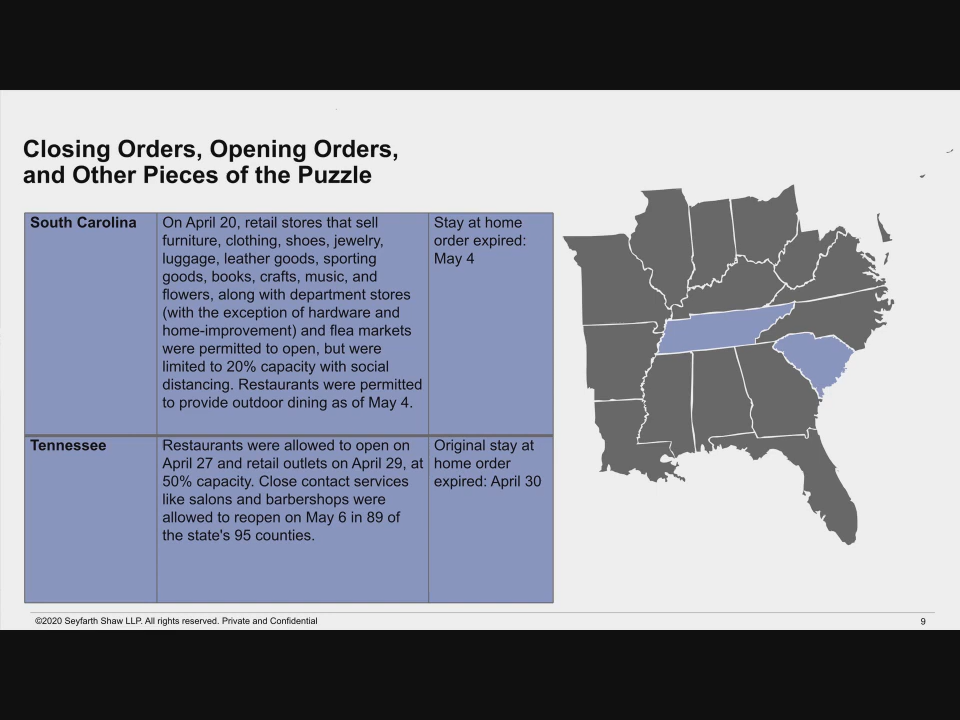 Closing Orders, Opening Orders,
and Other Pieces of the Puzzle
South Carolina
On April 20, retail stores that sell
furniture, clothing, shoes, jewelry,
luggage, leather goods, sporting
goods, books, crafts, music, and
flowers, along with department stores
(with the exception of hardware and
home-improvement) and flea markets
were permitted to open, but were
limited to 20% capacity with social
distancing. Restaurants were permitted
to provide outdoor dining as of May 4.
Stay at home
order expired:
May 4
Tennessee
Restaurants were allowed to open on
April 27 and retail outlets on April 29, at
50% capacity. Close contact services
like salons and barbershops were
allowed to reopen on May 6 in 89 of
the state's 95 counties.
Original stay at
home order
expired: April 30
©2020 Seyfarth Shaw LLP. All rights reserved. Private and Confidential
9